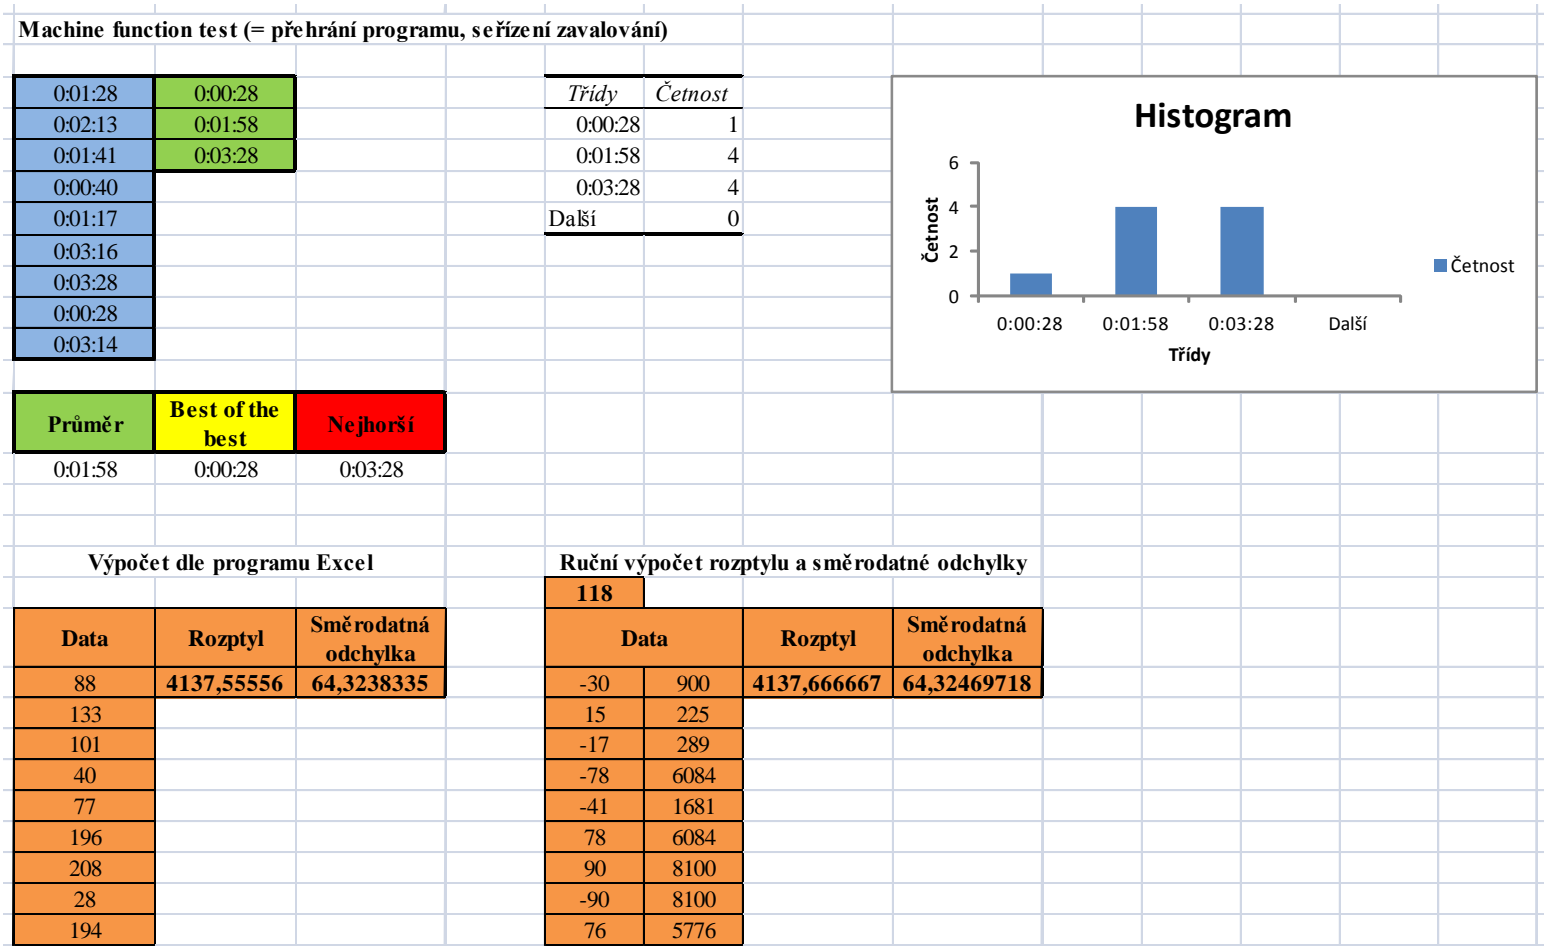 Machine function test (= přehrání programu, seřízení zavalování)
0:01:28 0:00:28
0:02:13 0:01:58
0:01:41 0:03:28
0:00:40
0:01:17
0:03:16
0:03:28
0:00:28
0:03:14
Třídy Četnost
0:00:28 1
0:01:58 4
0:03:28 4
Další 0
Histogram
Četnost
6
4
2
0
0:00:28 0:01:58 0:03:28 Další
Třídy
Četnost
Průměr Best of the best Nejhorší
0:01:58 0:00:28 0:03:28
Výpočet dle programu Excel
Data Rozptyl Směrodatná odchylka
88 4137,55556 64,3238335
133
101
40
77
196
208
28
194
Ruční výpočet rozptylu a směrodatné odchylky
118
Data Rozptyl Směrodatná odchylka
-30 900 4137,666667 64,32469718
15 225
-17 289
-78 6084
-41 1681
78 6084
90 8100
-90 8100
76 5776